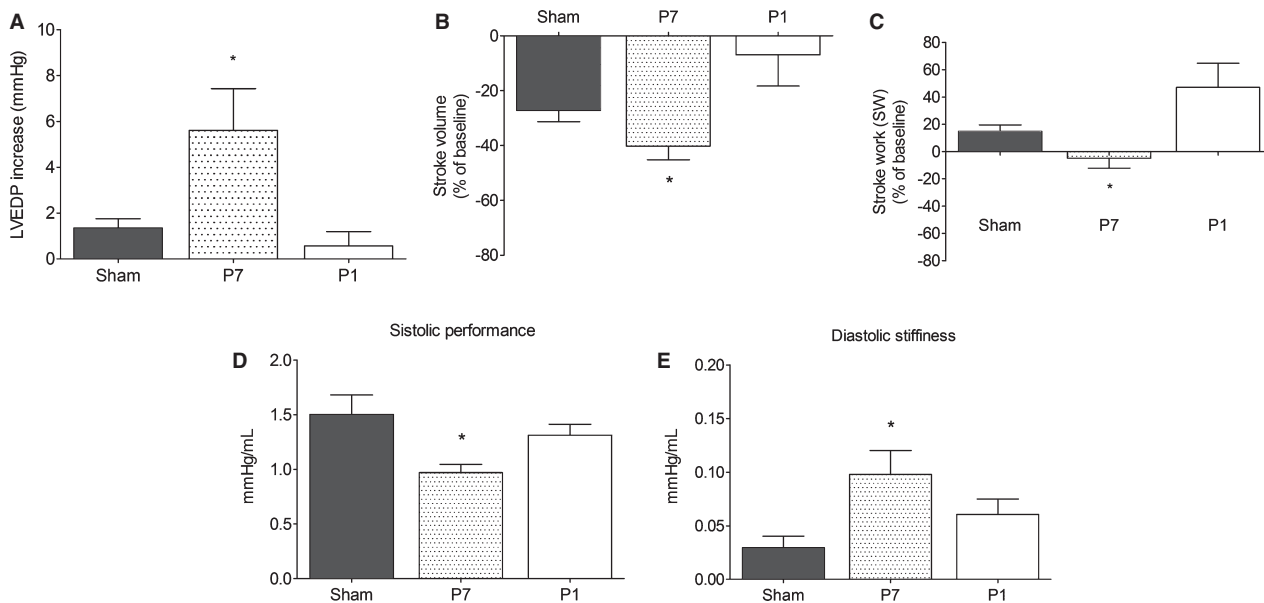 A
LVEDP increase (mmHg)
10
8
6
4
2
0
*
Sham
P7
P1
B
Sham
P7
P1
Stroke volume
(% of baseline)
0
-20
-40
-60
-80
*
C
Stroke work (SW)
(% of baseline)
80
60
40
20
0
-20
-40
-60
-80
*
Sham
P7
P1
Sistolic performance
D
mmHg/mL
2.0
1.5
1.0
0.5
0.0
*
Sham
P7
P1
Diastolic stiffness
E
mmHg/mL
0.20
0.15
0.10
0.05
0.00
*
Sham
P7
P1